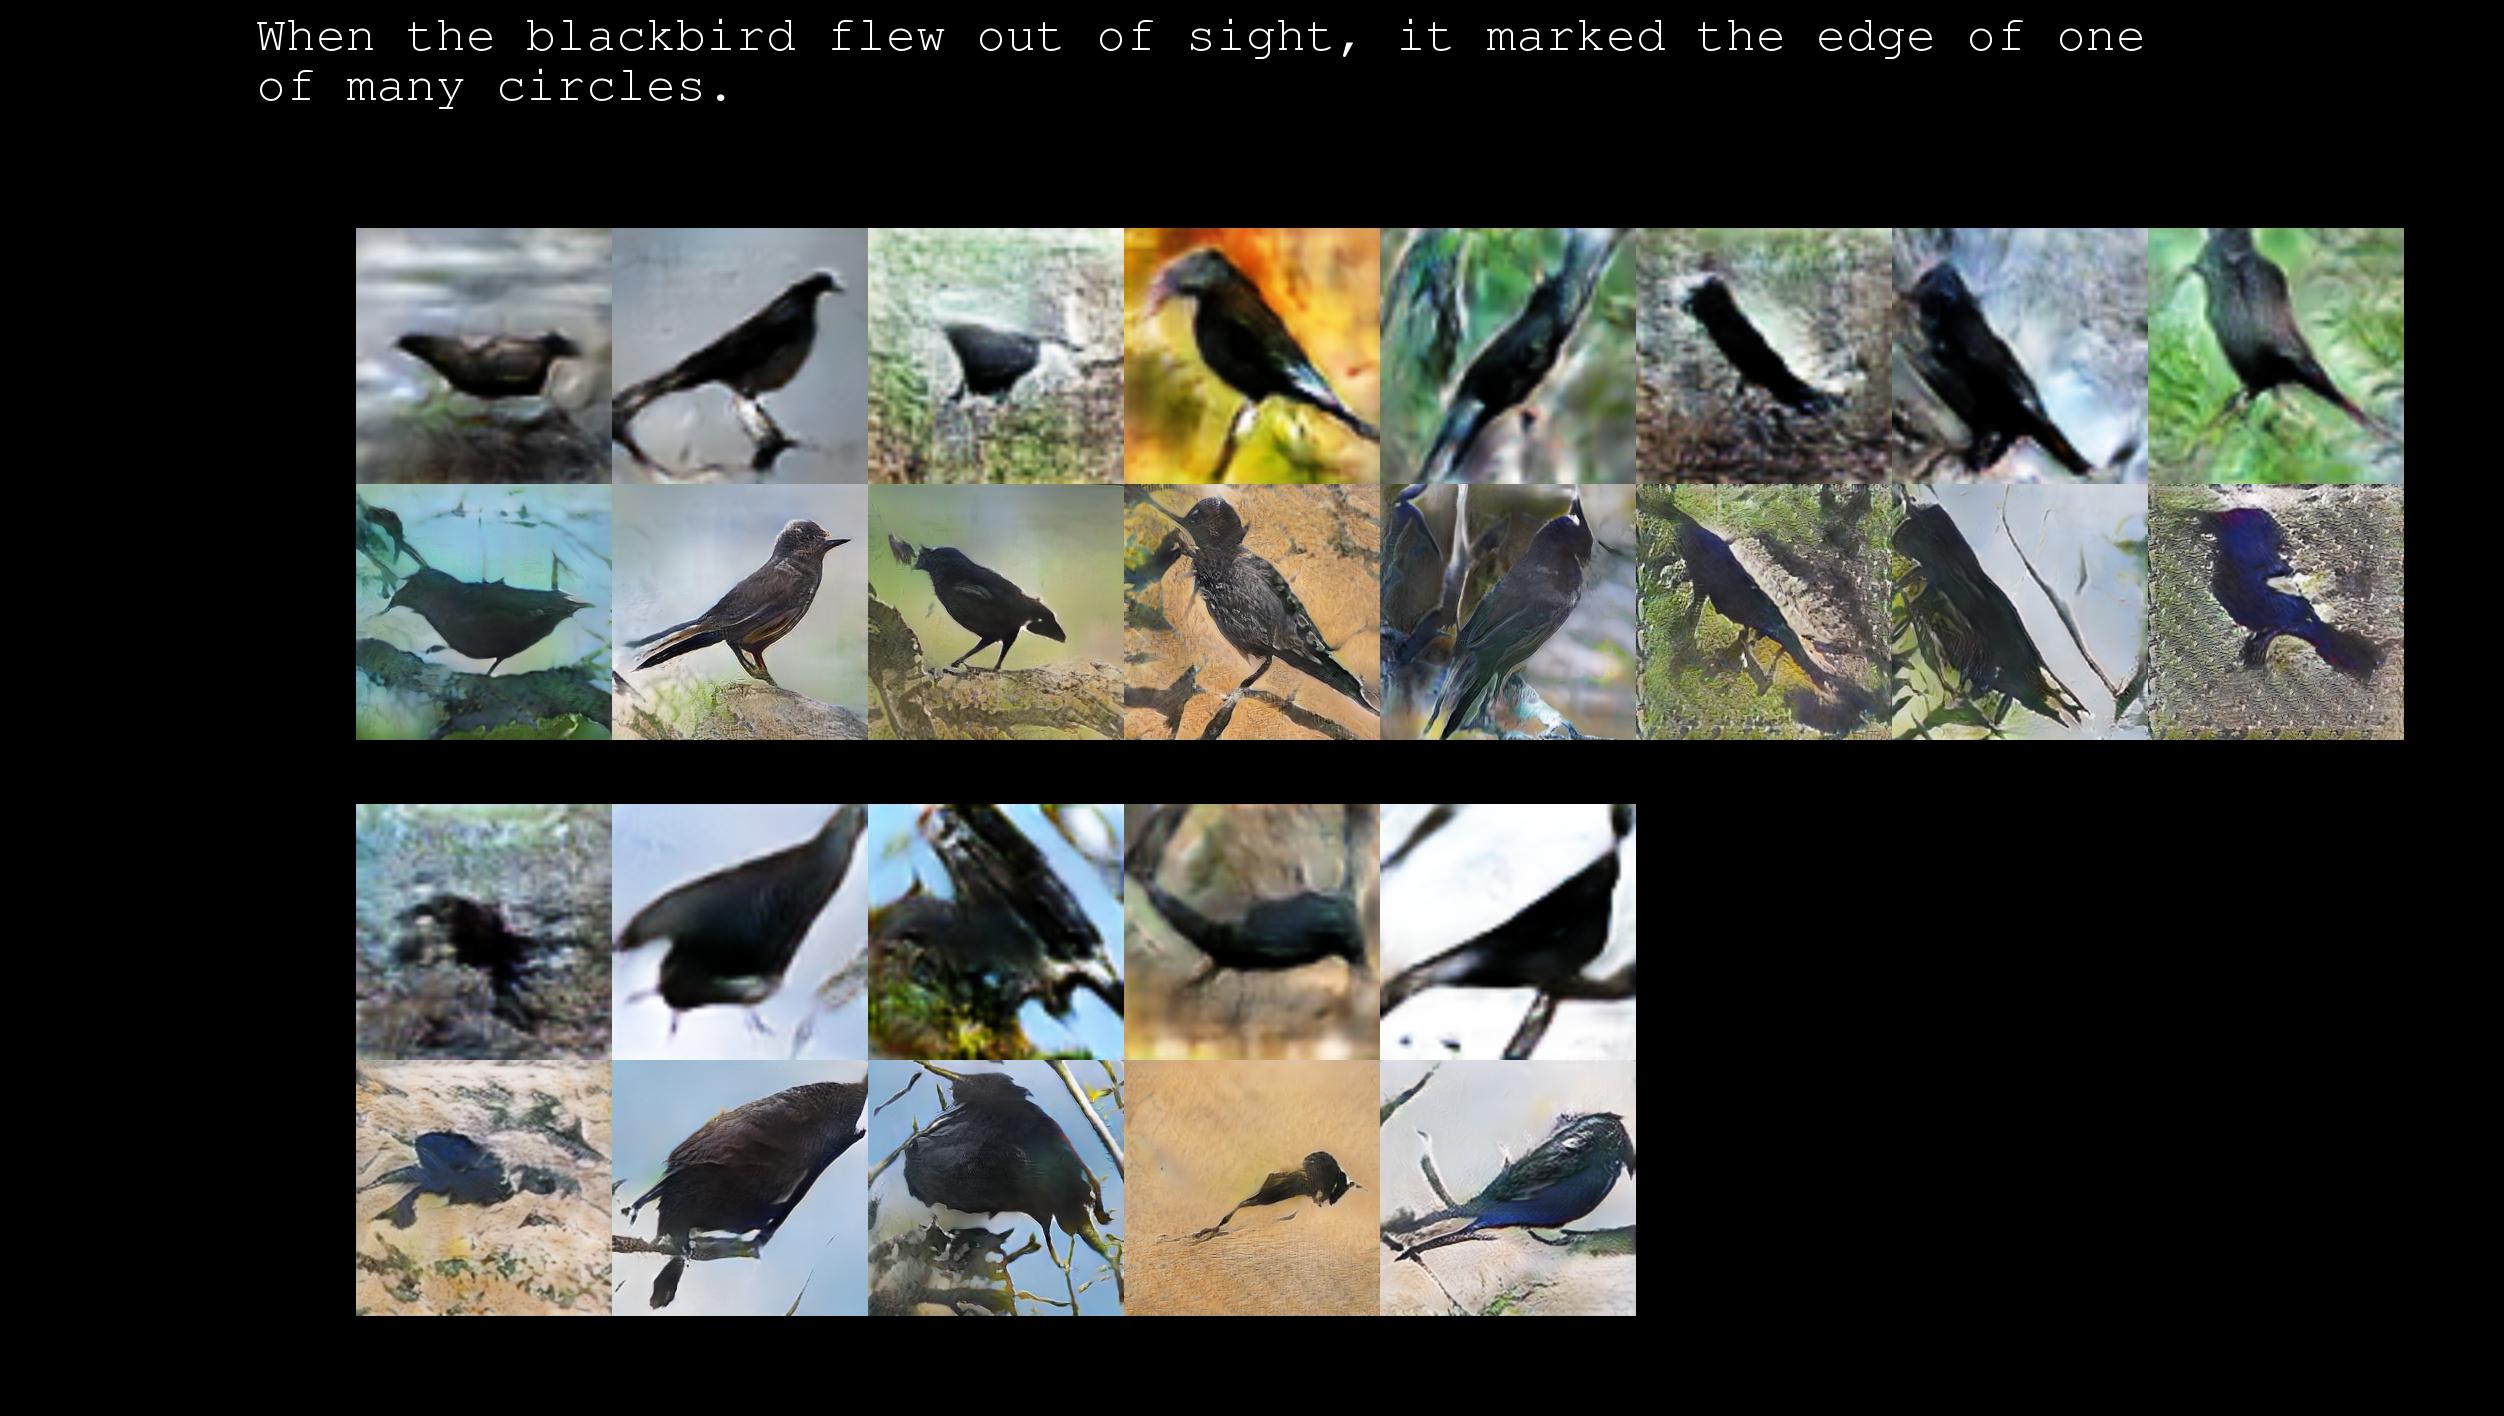 When the blackbird flew out of sight, it marked the edge of one
of many circles.